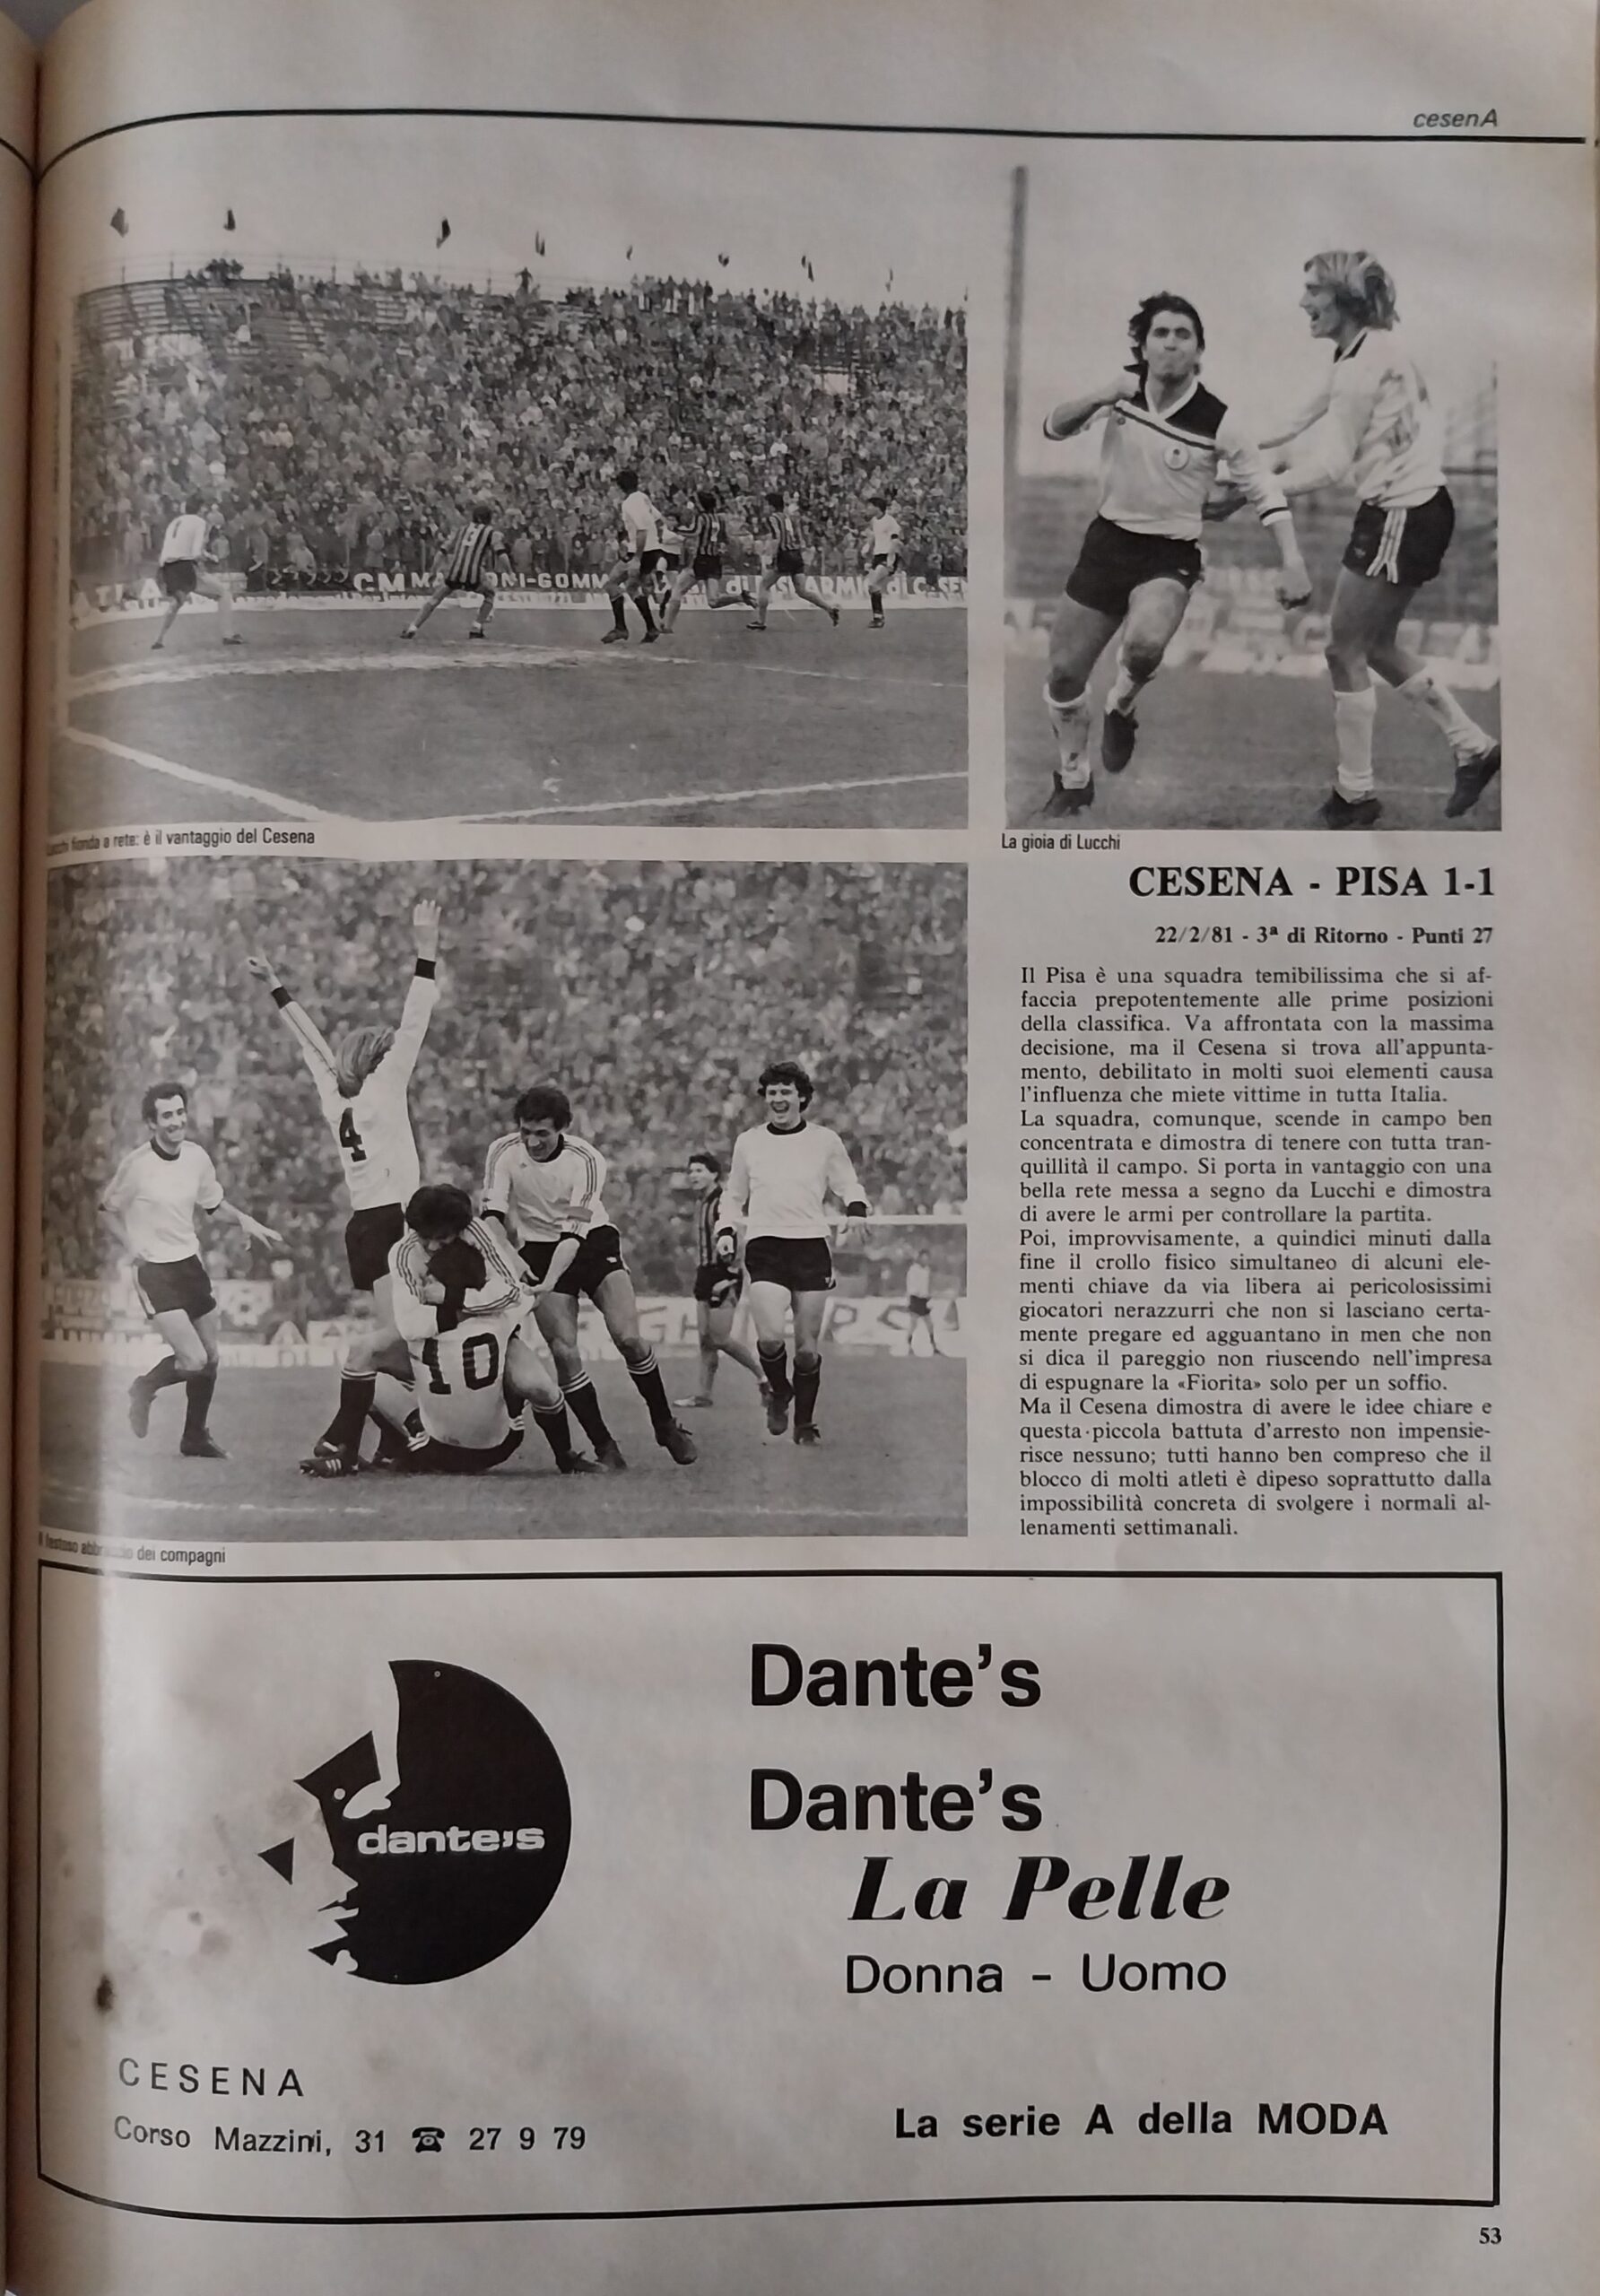 cesenA
fionda a rete: è il vantaggio del Cesena
La gioia di Lucchi
CESENA - PISA 1-1
22/2/81 - 3ª di Ritorno - Punti 27
Il Pisa è una squadra temibilissima che si af-
faccia prepotentemente alle prime posizioni
della classifica. Va affrontata con la massima
decisione, ma il Cesena si trova all'appunta-
mento, debilitato in molti suoi elementi causa
l'influenza che miete vittime in tutta Italia.
La squadra, comunque, scende in campo ben
concentrata e dimostra di tenere con tutta tran-
quillità il campo. Si porta in vantaggio con una
bella rete messa a segno da Lucchi e dimostra
di avere le armi per controllare la partita.
Poi, improvvisamente, a quindici minuti dalla
fine il crollo fisico simultaneo di alcuni ele-
menti chiave da via libera ai pericolosissimi
giocatori nerazzurri che non si lasciano certa-
mente pregare ed agguantano in men che non
si dica il pareggio non riuscendo nell'impresa
di espugnare la «Fiorita» solo per un soffio.
Ma il Cesena dimostra di avere le idee chiare e
questa piccola battuta d'arresto non impensie-
risce nessuno; tutti hanno ben compreso che il
blocco di molti atleti è dipeso soprattutto dalla
impossibilità concreta di svolgere i normali al-
lenamenti settimanali.
4
10
Il festoso abbraccio dei compagni
dante's
Dante's
Dante's
La Pelle
Donna - Uomo
CESENA
Corso Mazzini, 31 ☎ 27 9 79
La serie A della MODA
53